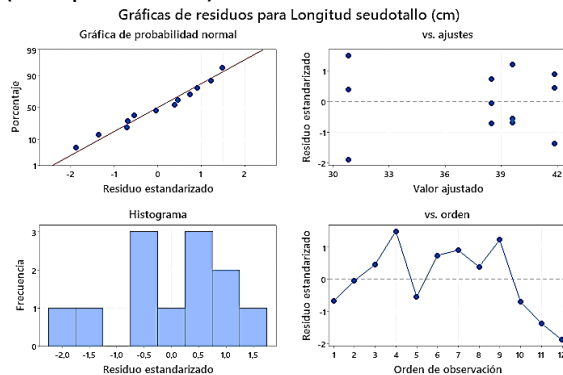 Gráficas de residuos para Longitud seudotallo (cm)
Gráfica de probabilidad normal
vs. ajustes
99
90
50
10
1
Porcentaje
-2 -1 0 1 2
Residuo estandarizado
1
0
-1
-2
Residuo estandarizado
30 33 36 39 42
Valor ajustado
Histograma
vs. orden
3
2
1
0
Frecuencia
-2,0 -1,5 -1,0 -0,5 0,0 0,5 1,0 1,5
Residuo estandarizado
1
0
-1
-2
Residuo estandarizado
1 2 3 4 5 6 7 8 9 10 11 12
Orden de observación